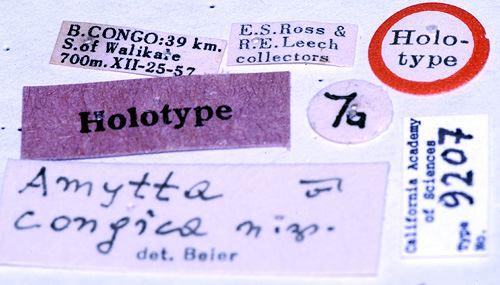 B. CONGO: 39 km.
S. of Walikale
700m. XII-25-57
E.S. Ross &
R.E. Leech
collectors
Holo-
type
Holotype
7a
California Academy
of Sciences
Type
No. 9207
Amytta
congica n. sp.
det. Beier